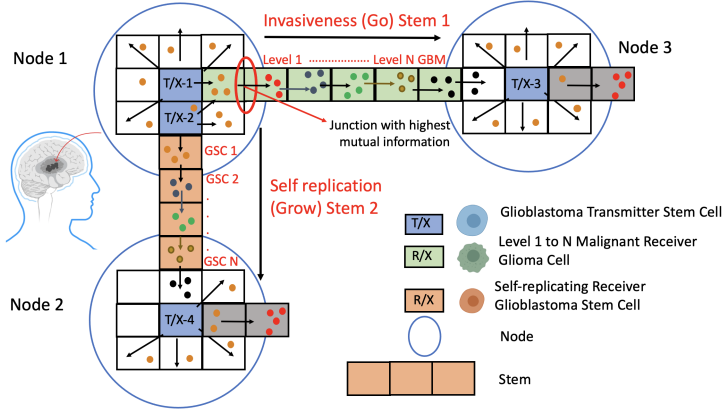 Invasiveness (Go) Stem 1
Node 1
Node 3
Level 1 ..................... Level N GBM
T/X-1
T/X-3
T/X-2
Junction with highest
mutual information
GSC 1
GSC 2
.
.
.
GSC N
Self replication
(Grow) Stem 2
Node 2
T/X-4
T/X
Glioblastoma Transmitter Stem Cell
R/X
Level 1 to N Malignant Receiver
Glioma Cell
R/X
Self-replicating Receiver
Glioblastoma Stem Cell
Node
Stem